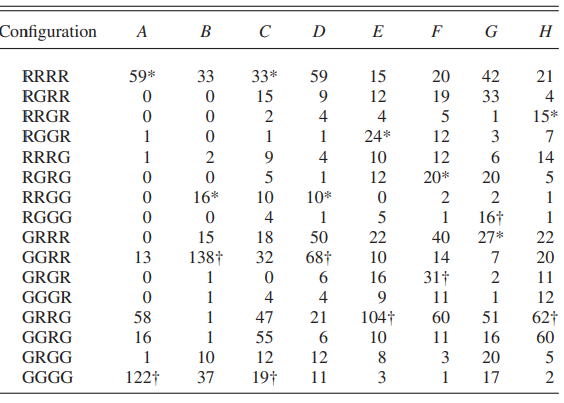 Configuration A B C D E F G H
RRRR 59* 33 33* 59 15 20 42 21
RGRR 0 0 15 9 12 19 33 4
RRGR 0 0 2 4 4 5 1 15*
RGGR 1 0 1 1 24* 12 3 7
RRRG 1 2 9 4 10 12 6 14
RGRG 0 0 5 1 12 20* 20 5
RRGG 0 16* 10 10* 0 2 2 1
RGGG 0 0 4 1 5 1 16† 1
GRRR 0 15 18 50 22 40 27* 22
GGRR 13 138† 32 68† 10 14 7 20
GRGR 0 1 0 6 16 31† 2 11
GGGR 0 1 4 4 9 11 1 12
GRRG 58 1 47 21 104† 60 51 62†
GGRG 16 1 55 6 10 11 16 60
GRGG 1 10 12 12 8 3 20 5
GGGG 122† 37 19† 11 3 1 17 2